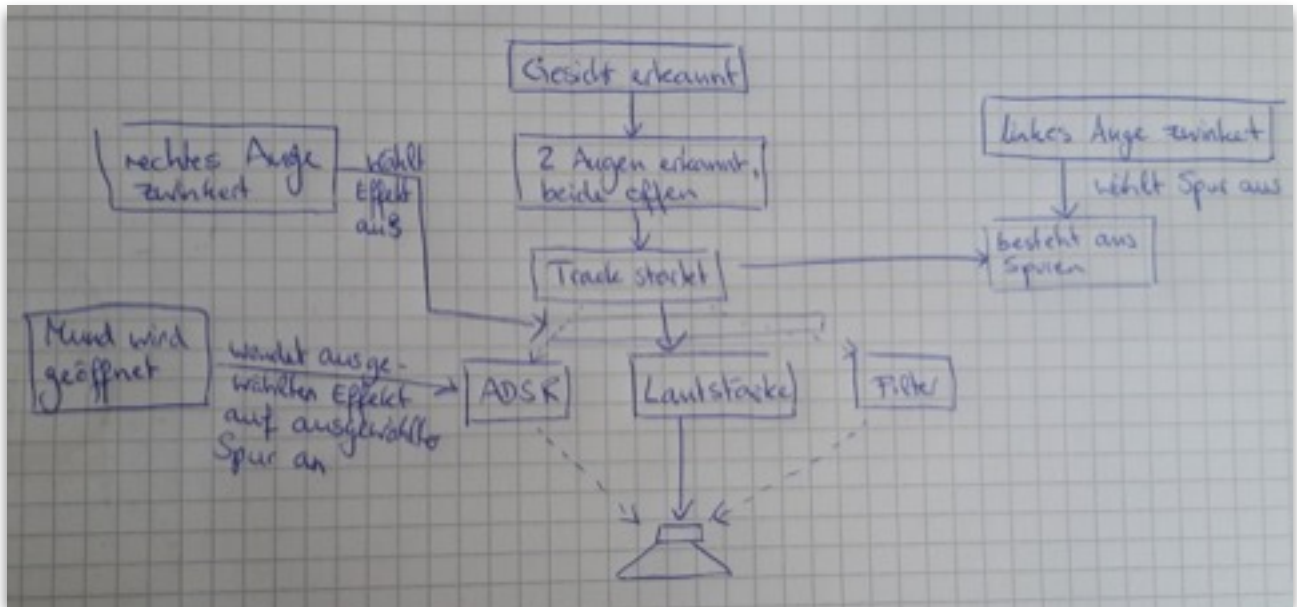 Gesicht erkannt
2 Augen erkannt,
beide offen
Track startet
rechtes Auge
zwinkert
wählt
Effekt
aus
linkes Auge zwinkert
wählt Spur aus
besteht aus
Spuren
Mund wird
geöffnet
wendet ausge-
wählten Effekt
auf ausgewählte
Spur an
ADSR
Lautstärke
Filter